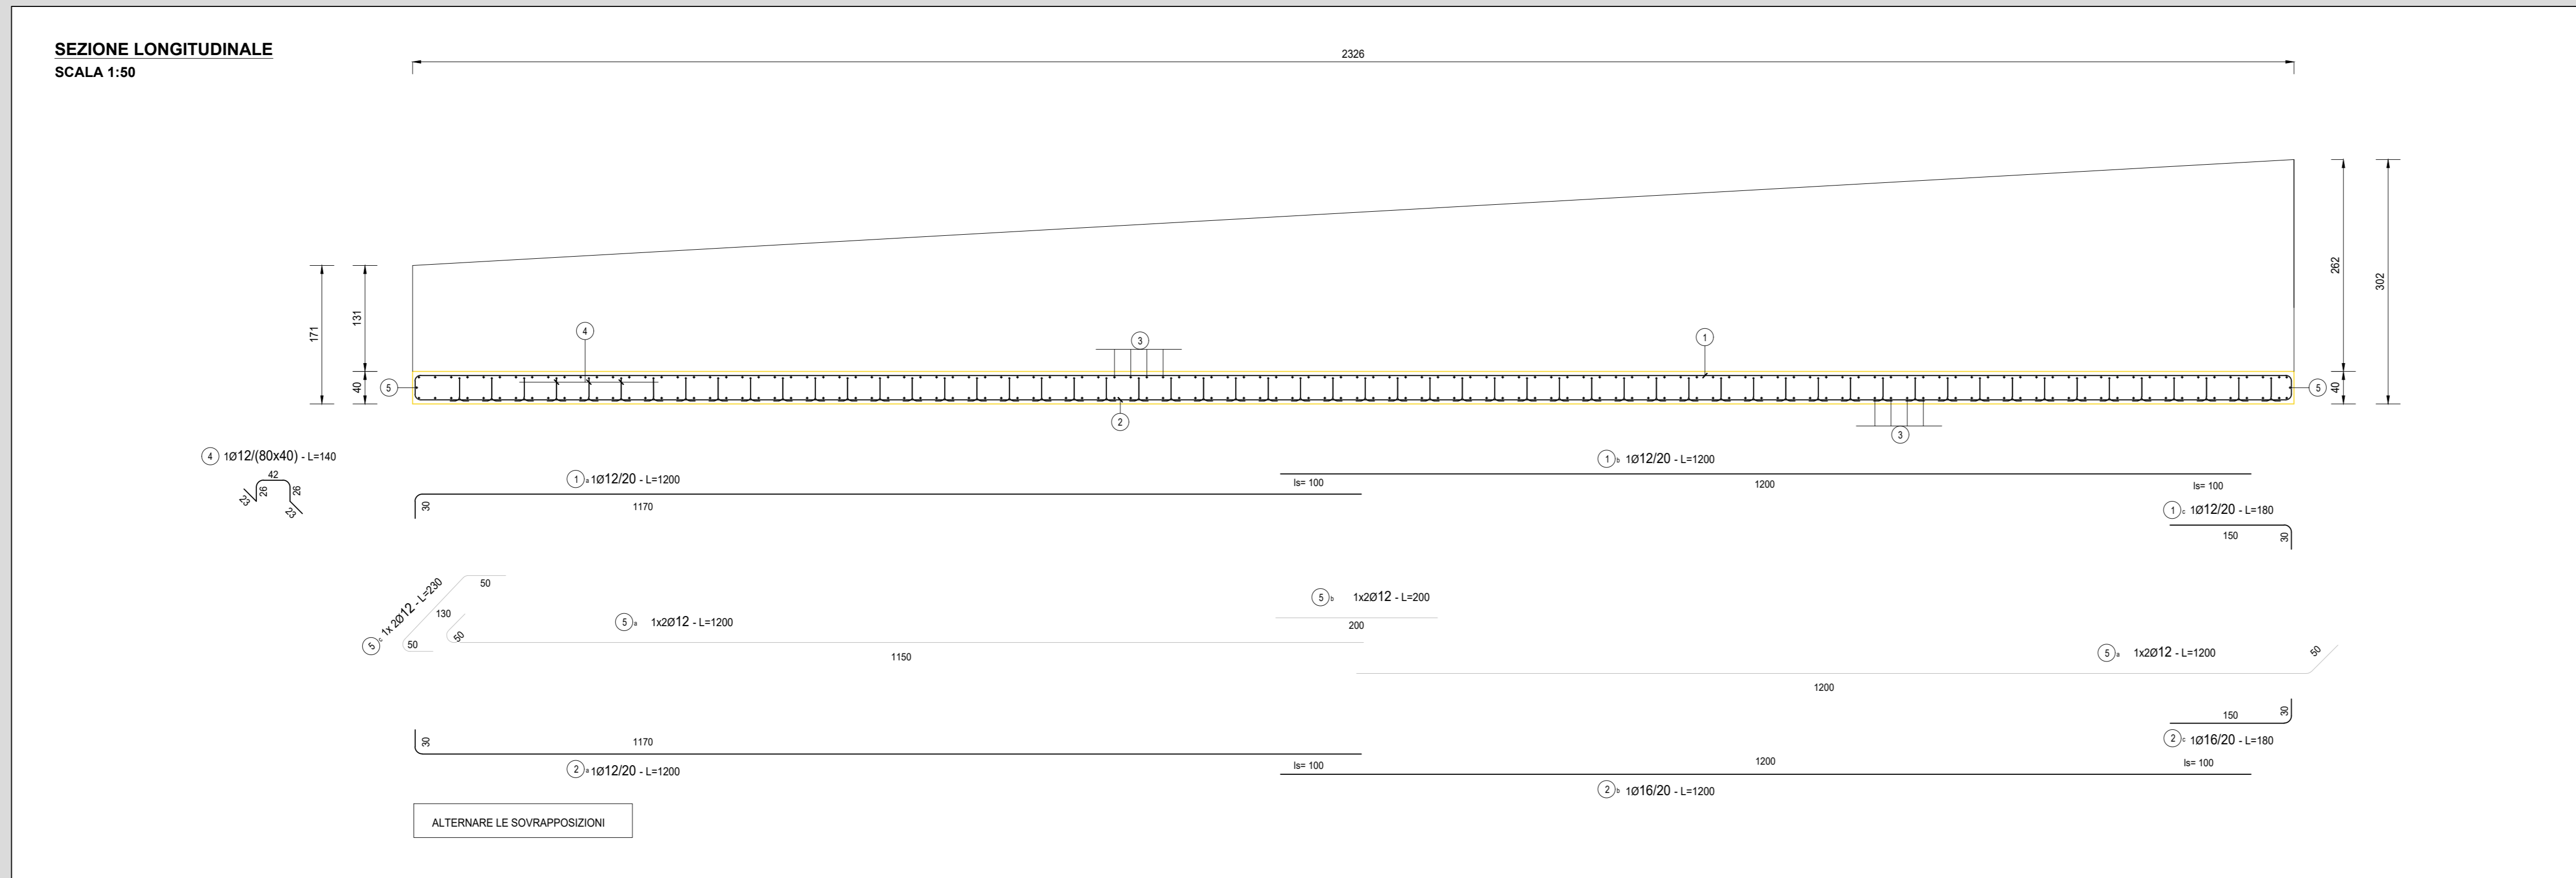 SEZIONE LONGITUDINALE
SCALA 1:50
2326
171
131
40
262
302
40
4
3
1
5
5
2
3
4 1Ø12/(80x40) - L=140
42
26
26
23
23
1a 1Ø12/20 - L=1200
30
1170
ls= 100
1b 1Ø12/20 - L=1200
1200
ls= 100
1c 1Ø12/20 - L=180
150
30
5c 1x 2Ø12 - L=230
50
130
50
5a 1x2Ø12 - L=1200
50
1150
5b 1x2Ø12 - L=200
200
5a 1x2Ø12 - L=1200
50
1200
30
1170
2a 1Ø12/20 - L=1200
ls= 100
1200
2b 1Ø16/20 - L=1200
150
30
2c 1Ø16/20 - L=180
ls= 100
ALTERNARE LE SOVRAPPOSIZIONI